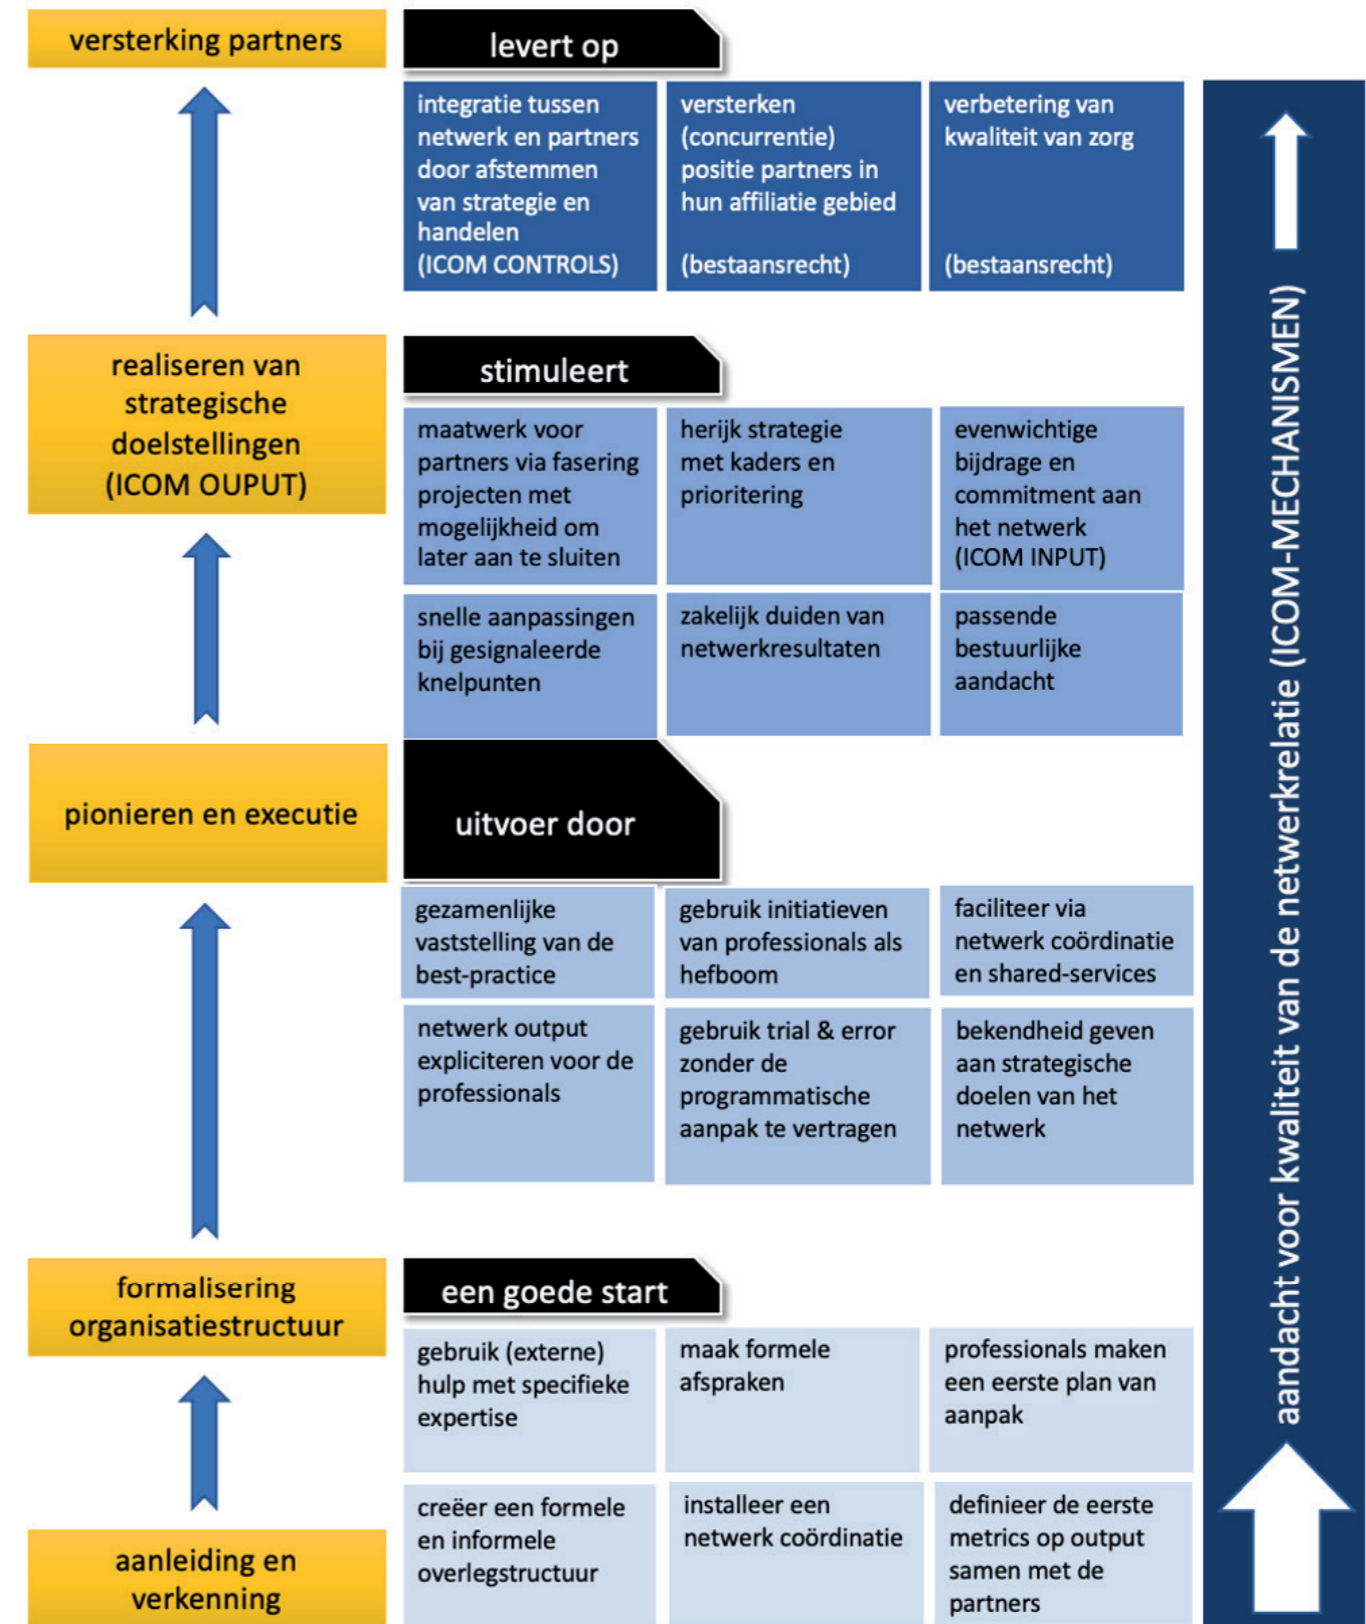 versterking partners
levert op
integratie tussen
netwerk en partners
door afstemmen
van strategie en
handelen
(ICOM CONTROLS)
versterken
(concurrentie)
positie partners in
hun affiliatie gebied
(bestaansrecht)
verbetering van
kwaliteit van zorg
(bestaansrecht)
realiseren van
strategische
doelstellingen
(ICOM OUPUT)
stimuleert
maatwerk voor
partners via fasering
projecten met
mogelijkheid om
later aan te sluiten
herijk strategie
met kaders en
prioritering
evenwichtige
bijdrage en
commitment aan
het netwerk
(ICOM INPUT)
snelle aanpassingen
bij gesignaleerde
knelpunten
zakelijk duiden van
netwerkresultaten
passende
bestuurlijke
aandacht
pionieren en executie
uitvoer door
gezamenlijke
vaststelling van de
best-practice
gebruik initiatieven
van professionals als
hefboom
faciliteer via
netwerk coördinatie
en shared-services
netwerk output
expliciteren voor de
professionals
gebruik trial & error
zonder de
programmatische
aanpak te vertragen
bekendheid geven
aan strategische
doelen van het
netwerk
formalisering
organisatiestructuur
een goede start
gebruik (externe)
hulp met specifieke
expertise
maak formele
afspraken
professionals maken
een eerste plan van
aanpak
aanleiding en
verkenning
creëer een formele
en informele
overlegstructuur
installeer een
netwerk coördinatie
definieer de eerste
metrics op output
samen met de
partners
aandacht voor kwaliteit van de netwerkrelatie (ICOM-MECHANISMEN)